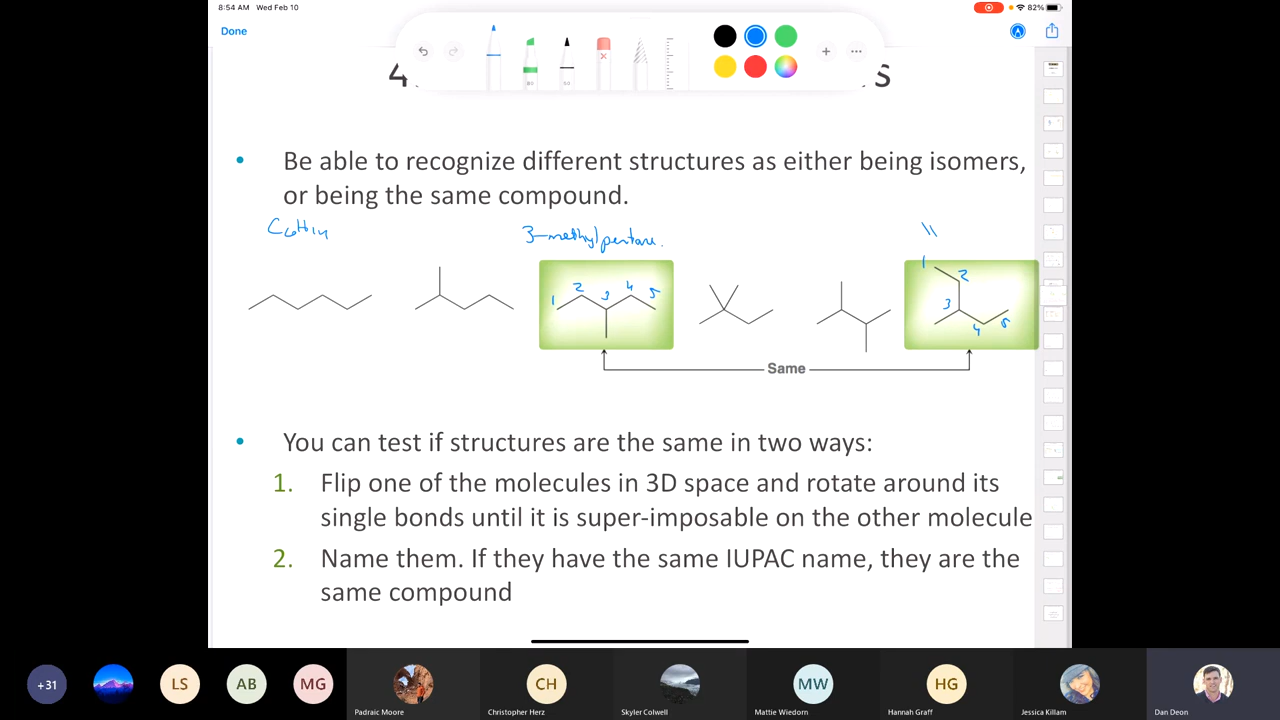 8:54 AM Wed Feb 10
82%
Done
4
s
• Be able to recognize different structures as either being isomers,
or being the same compound.
C6H14
3-methylpentane.
1 2 3 4 5
1 2 3 4 5
Same
• You can test if structures are the same in two ways:
1. Flip one of the molecules in 3D space and rotate around its
single bonds until it is super-imposable on the other molecule
2. Name them. If they have the same IUPAC name, they are the
same compound
+31
LS
AB
MG
CH
MW
HG
Padraic Moore
Christopher Herz
Skyler Colwell
Mattie Wiedorn
Hannah Graff
Jessica Killam
Dan Deon